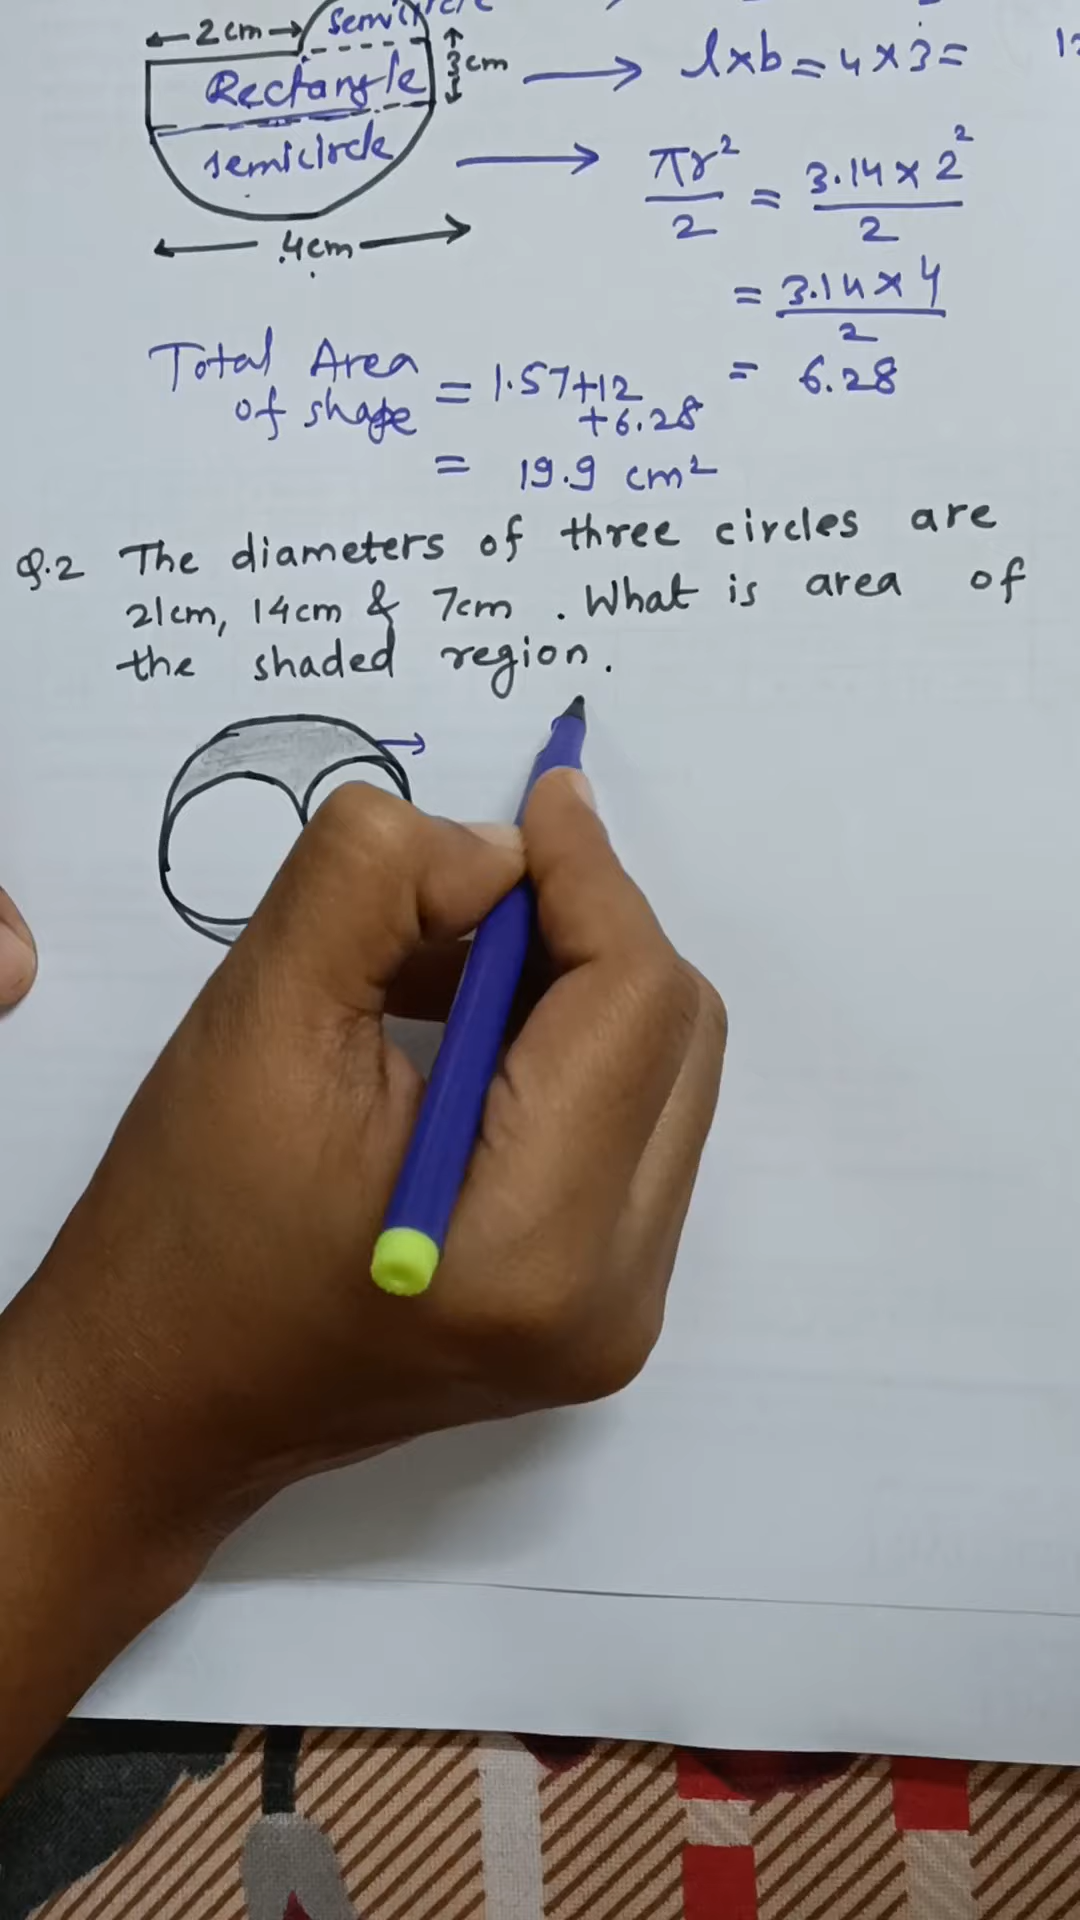 2cm semicircle
Rectangle 3cm l×b = 4×3 =
semicircle πr²/2 = 3.14×2²/2
4cm
= 3.14×4/2
Total Area of shape = 1.57+12+6.28 = 6.28
= 19.9 cm²
Q.2 The diameters of three circles are
21cm, 14cm & 7cm . What is area of
the shaded region.